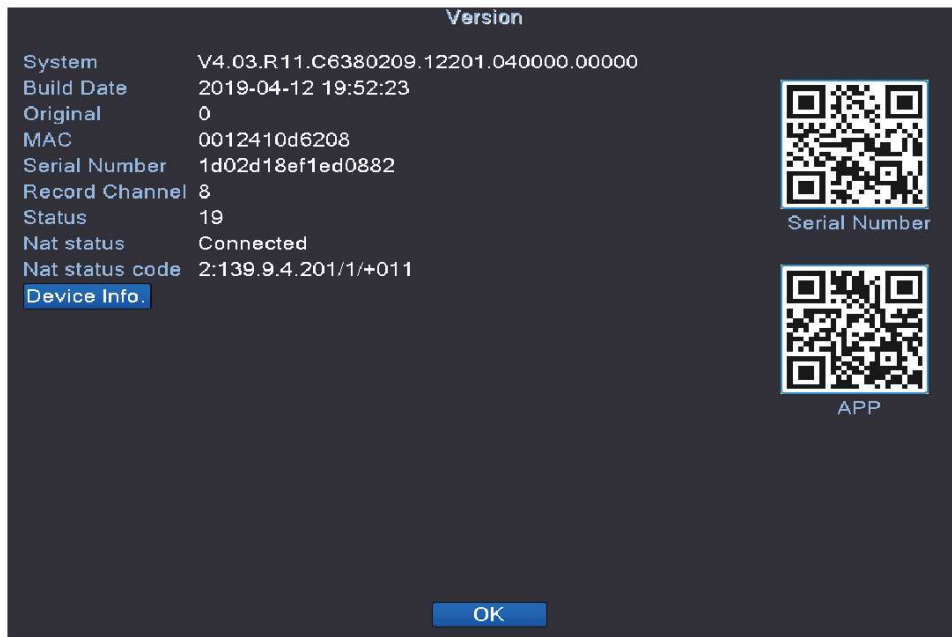 Version
System V4.03.R11.C6380209.12201.040000.00000
Build Date 2019-04-12 19:52:23
Original 0
MAC 0012410d6208
Serial Number 1d02d18ef1ed0882
Record Channel 8
Status 19
Nat status Connected
Nat status code 2:139.9.4.201/1/+011
Device Info.
Serial Number
APP
OK